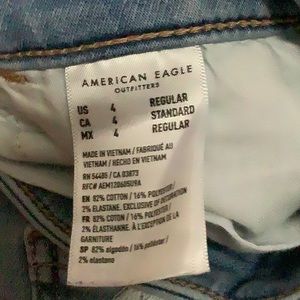 AMERICAN EAGLE
OUTFITTERS
US 4 REGULAR
CA 4 STANDARD
MX 4 REGULAR
MADE IN VIETNAM / FABRIQUÉ AU
VIETNAM / HECHO EN VIETNAM
RN 54485 / CA 03873
RFC# AEM120605U9A
EN 82% COTTON / 16% POLYESTER /
2% ELASTANE. EXCLUSIVE OF DECORATION
FR 82% COTON / 16% POLYESTER /
2% ÉLASTHANNE. À L'EXCEPTION DE LA
GARNITURE
SP 82% algodón / 16% poliéster /
2% elastano